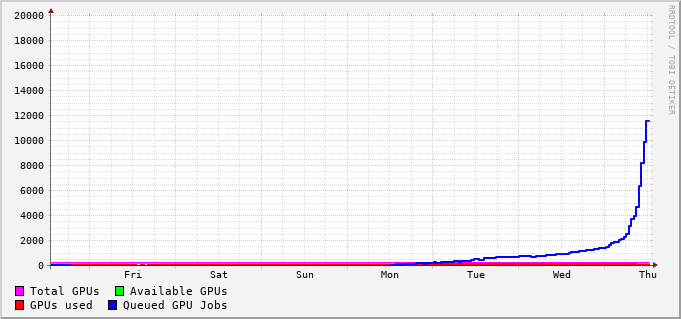 RRDTOOL / TOBI OETIKER
20000
18000
16000
14000
12000
10000
8000
6000
4000
2000
0
Fri Sat Sun Mon Tue Wed Thu
Total GPUs Available GPUs
GPUs used Queued GPU Jobs